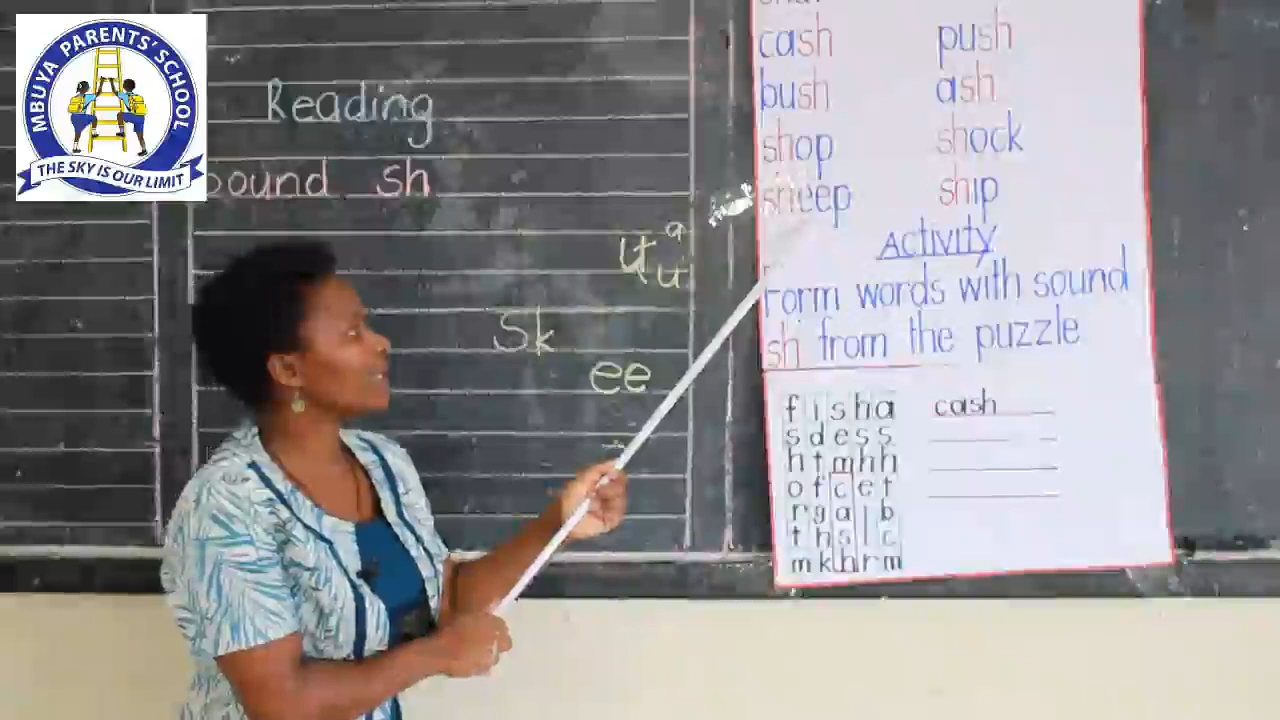 MBUYA PARENTS' SCHOOL
THE SKY IS OUR LIMIT
Reading
sound sh
a
u
u
Sk
ee
cash push
bush ash
shop shock
sheep ship
Activity
Form words with sound
sh from the puzzle
f i s h a cash
s d e s s
h t m h h
o f c e t
r g a l b
t h s l c
m k h r m